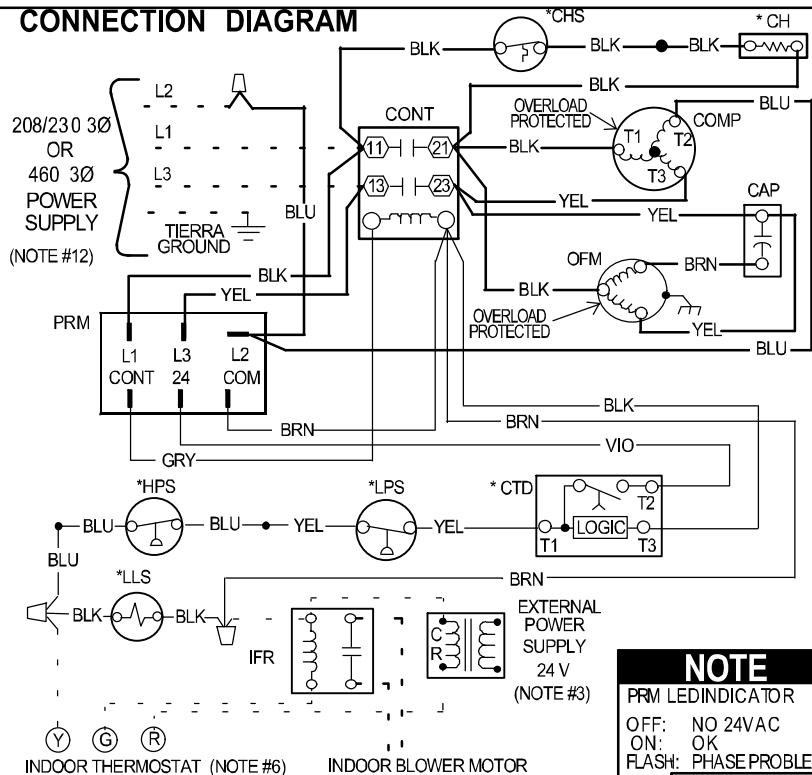 CONNECTION DIAGRAM
*CHS
* CH
BLK
BLK
BLK
BLK
L2
L1
L3
208/230 3Ø
OR
460 3Ø
POWER
SUPPLY
(NOTE #12)
TIERRA
GROUND
CONT
11
21
13
23
OVERLOAD
PROTECTED
BLK
T1
T2
T3
COMP
BLU
YEL
YEL
CAP
BLU
BLK
YEL
OFM
BRN
BLK
OVERLOAD
PROTECTED
YEL
BLU
PRM
L1
L3
L2
CONT
24
COM
BLK
BRN
BRN
VIO
GRY
*HPS
*LPS
* CTD
T2
BLU
BLU
YEL
YEL
T1
LOGIC
T3
BLU
*LLS
BRN
BLK
BLK
IFR
C
R
EXTERNAL
POWER
SUPPLY
24 V
(NOTE #3)
Y
G
R
INDOOR THERMOSTAT (NOTE #6)
INDOOR BLOWER MOTOR
NOTE
PRM LEDINDICATOR
OFF: NO 24VAC
ON: OK
FLASH: PHASE PROBLE